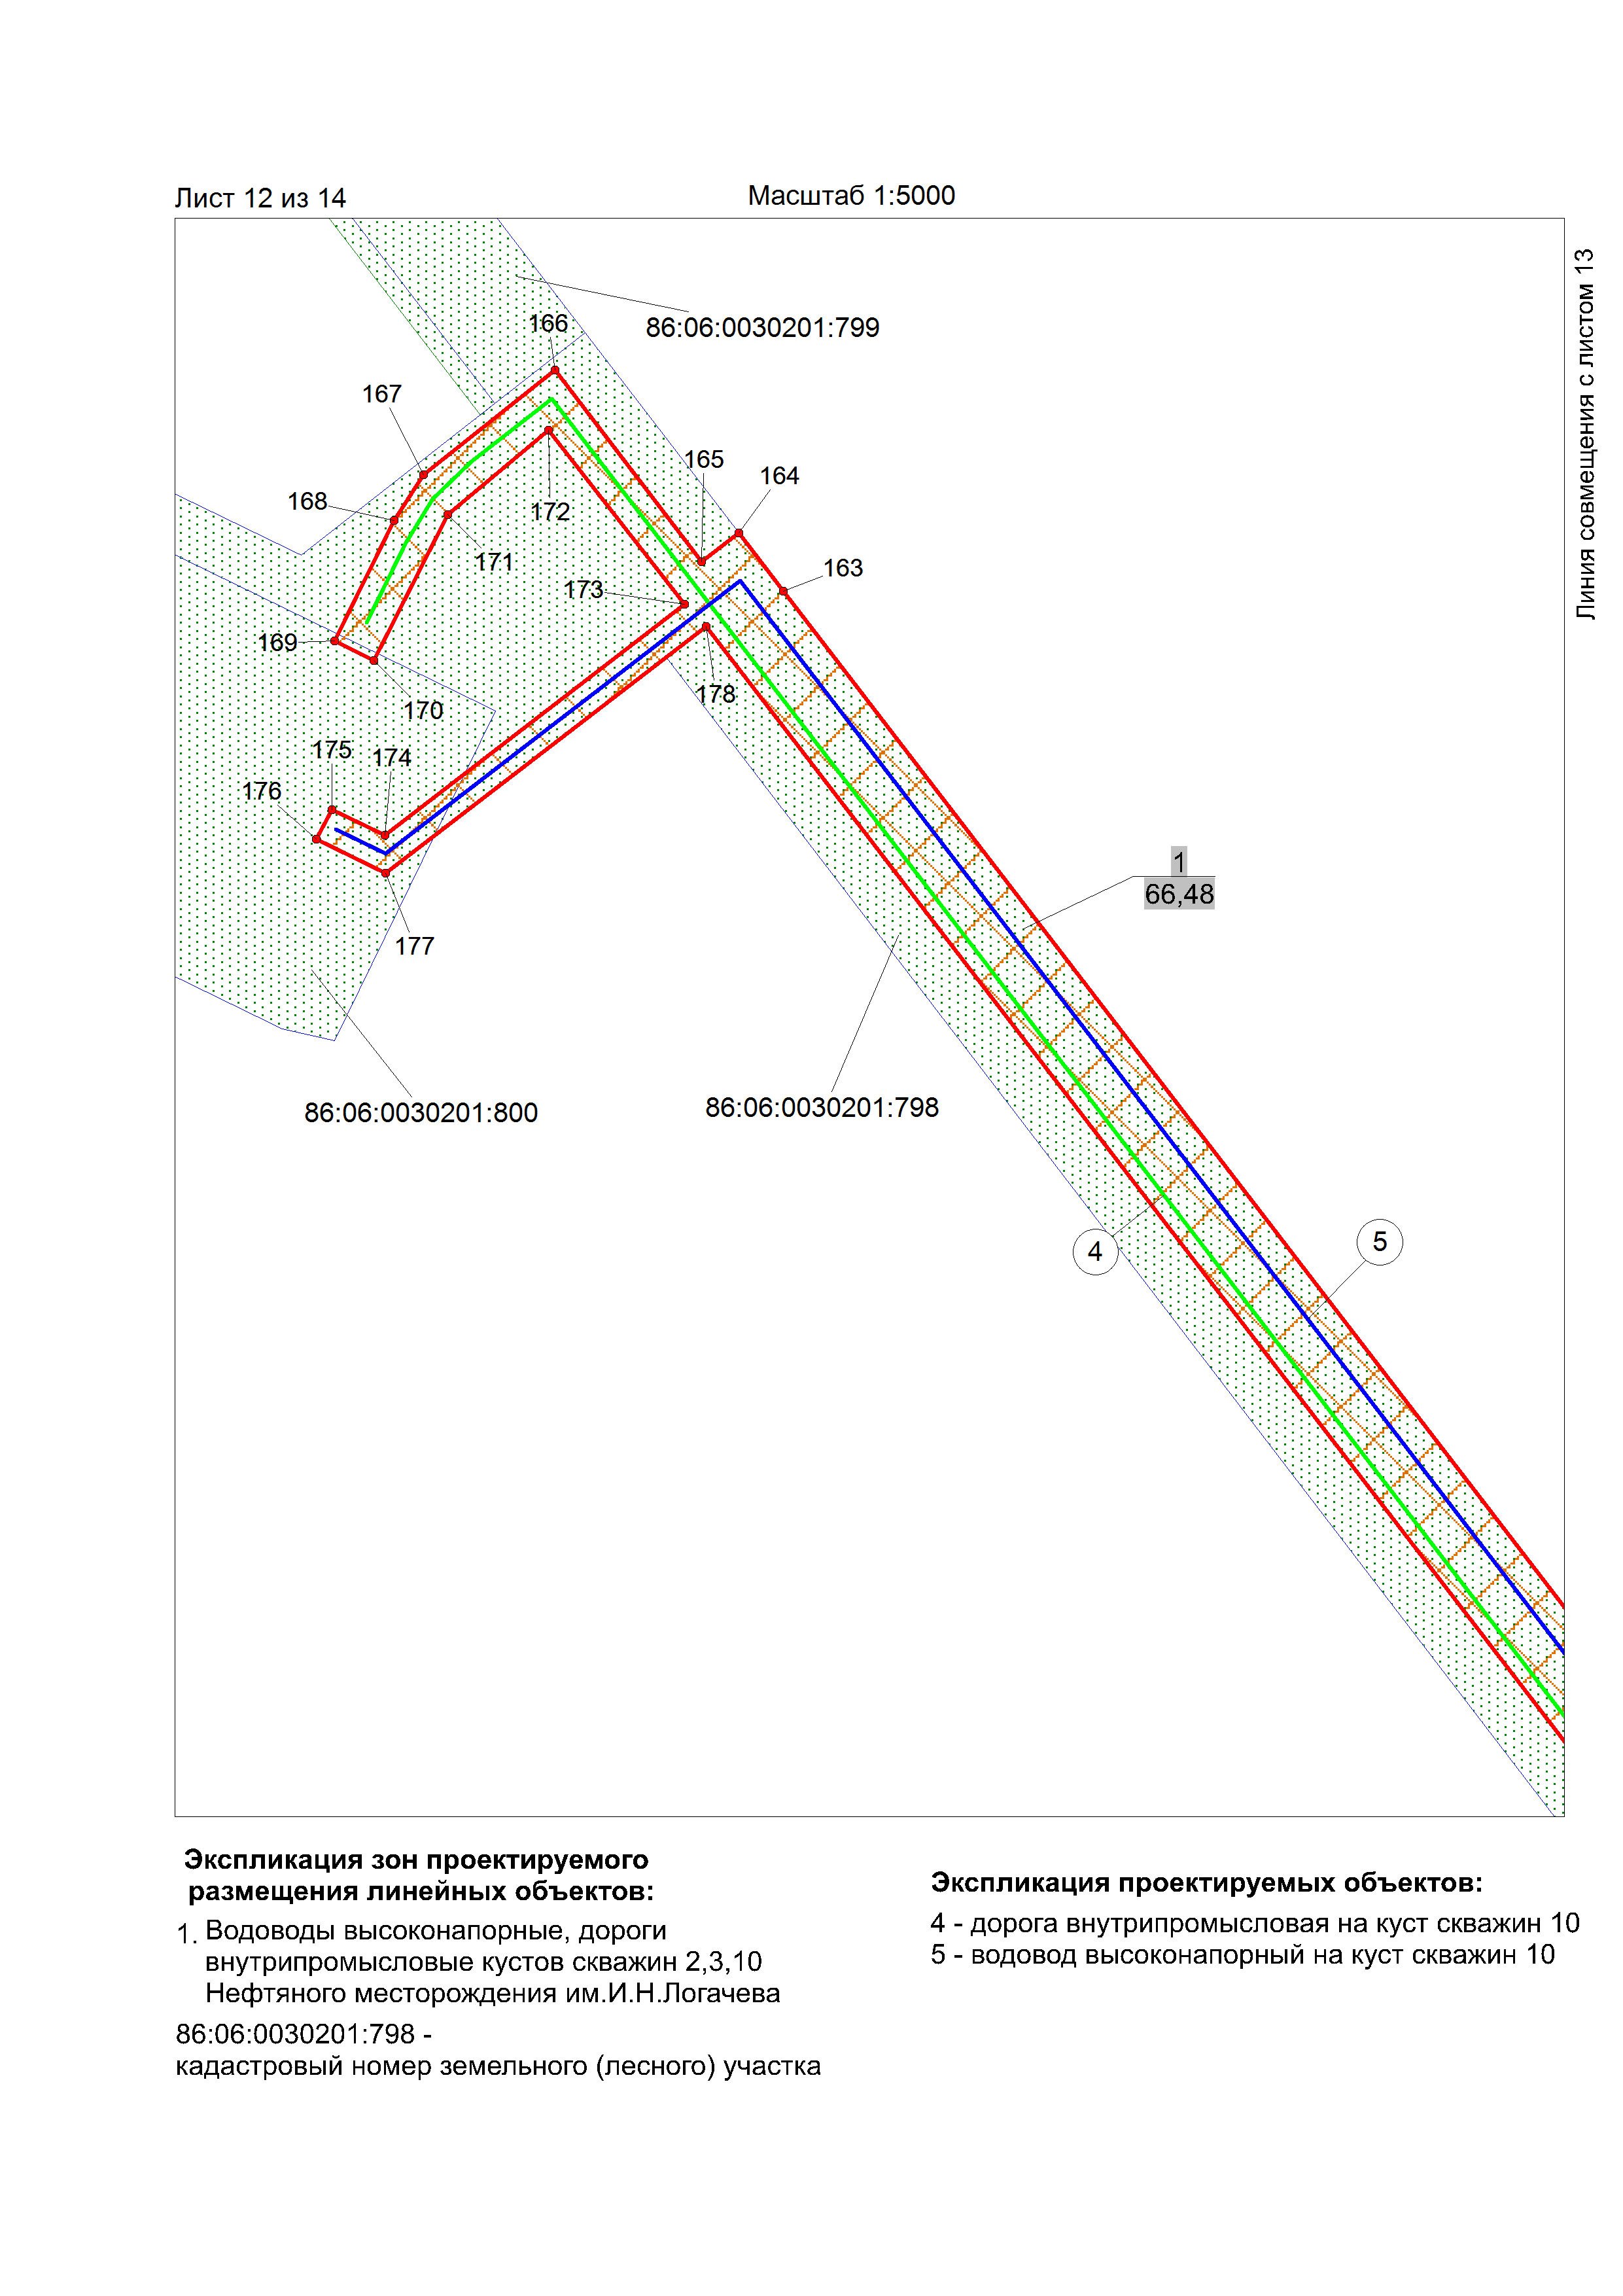 Лист 12 из 14
Масштаб 1:5000
Линия совмещения с листом 13
86:06:0030201:799
166
167
165
164
168
172
171
163
173
169
178
170
175
174
176
1
66,48
177
86:06:0030201:800
86:06:0030201:798
4
5
Экспликация зон проектируемого
размещения линейных объектов:
1. Водоводы высоконапорные, дороги
внутрипромысловые кустов скважин 2,3,10
Нефтяного месторождения им.И.Н.Логачева
86:06:0030201:798 -
кадастровый номер земельного (лесного) участка
Экспликация проектируемых объектов:
4 - дорога внутрипромысловая на куст скважин 10
5 - водовод высоконапорный на куст скважин 10